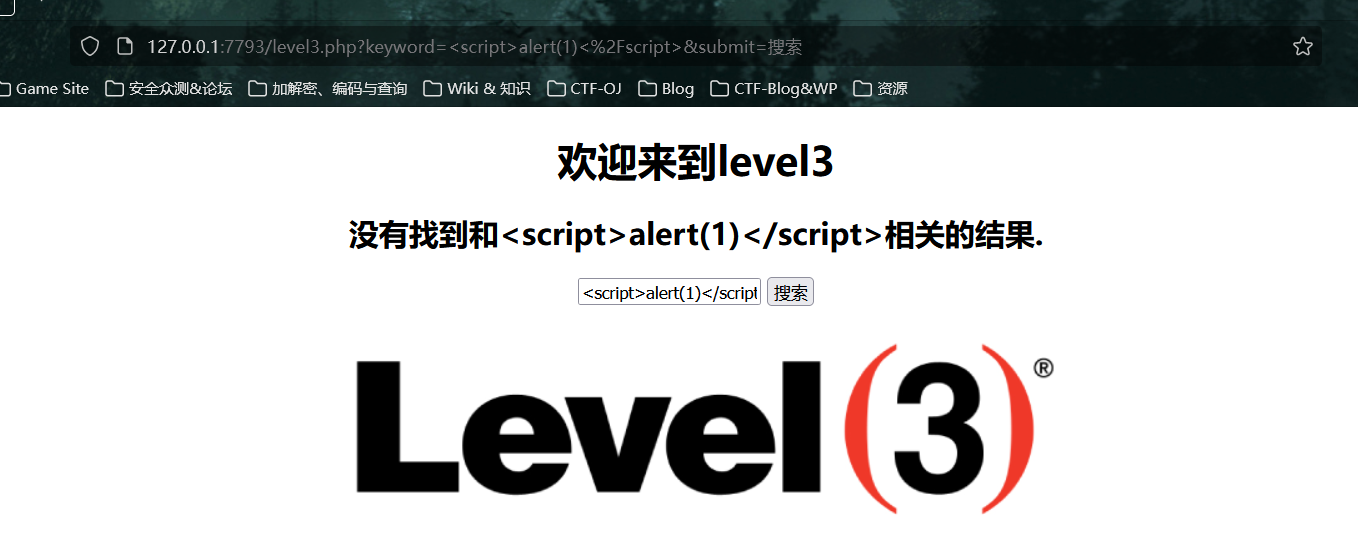 127.0.0.1:7793/level3.php?keyword=<script>alert(1)<%2Fscript>&submit=搜索
Game Site 安全众测&论坛 加解密、编码与查询 Wiki & 知识 CTF-OJ Blog CTF-Blog&WP 资源
欢迎来到level3
没有找到和<script>alert(1)</script>相关的结果.
<script>alert(1)</script 搜索
Level(3)®